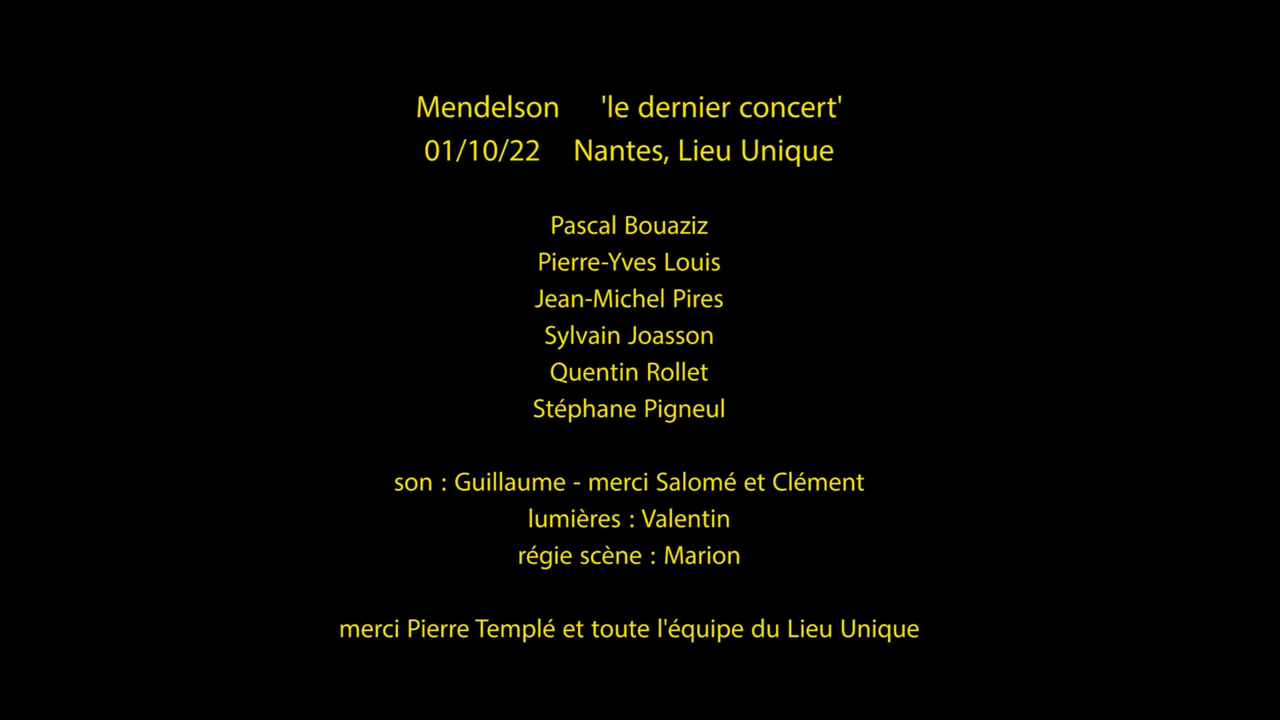 Mendelson 'le dernier concert'
01/10/22 Nantes, Lieu Unique
Pascal Bouaziz
Pierre-Yves Louis
Jean-Michel Pires
Sylvain Joasson
Quentin Rollet
Stéphane Pigneul
son : Guillaume - merci Salomé et Clément
lumières : Valentin
régie scène : Marion
merci Pierre Templé et toute l'équipe du Lieu Unique